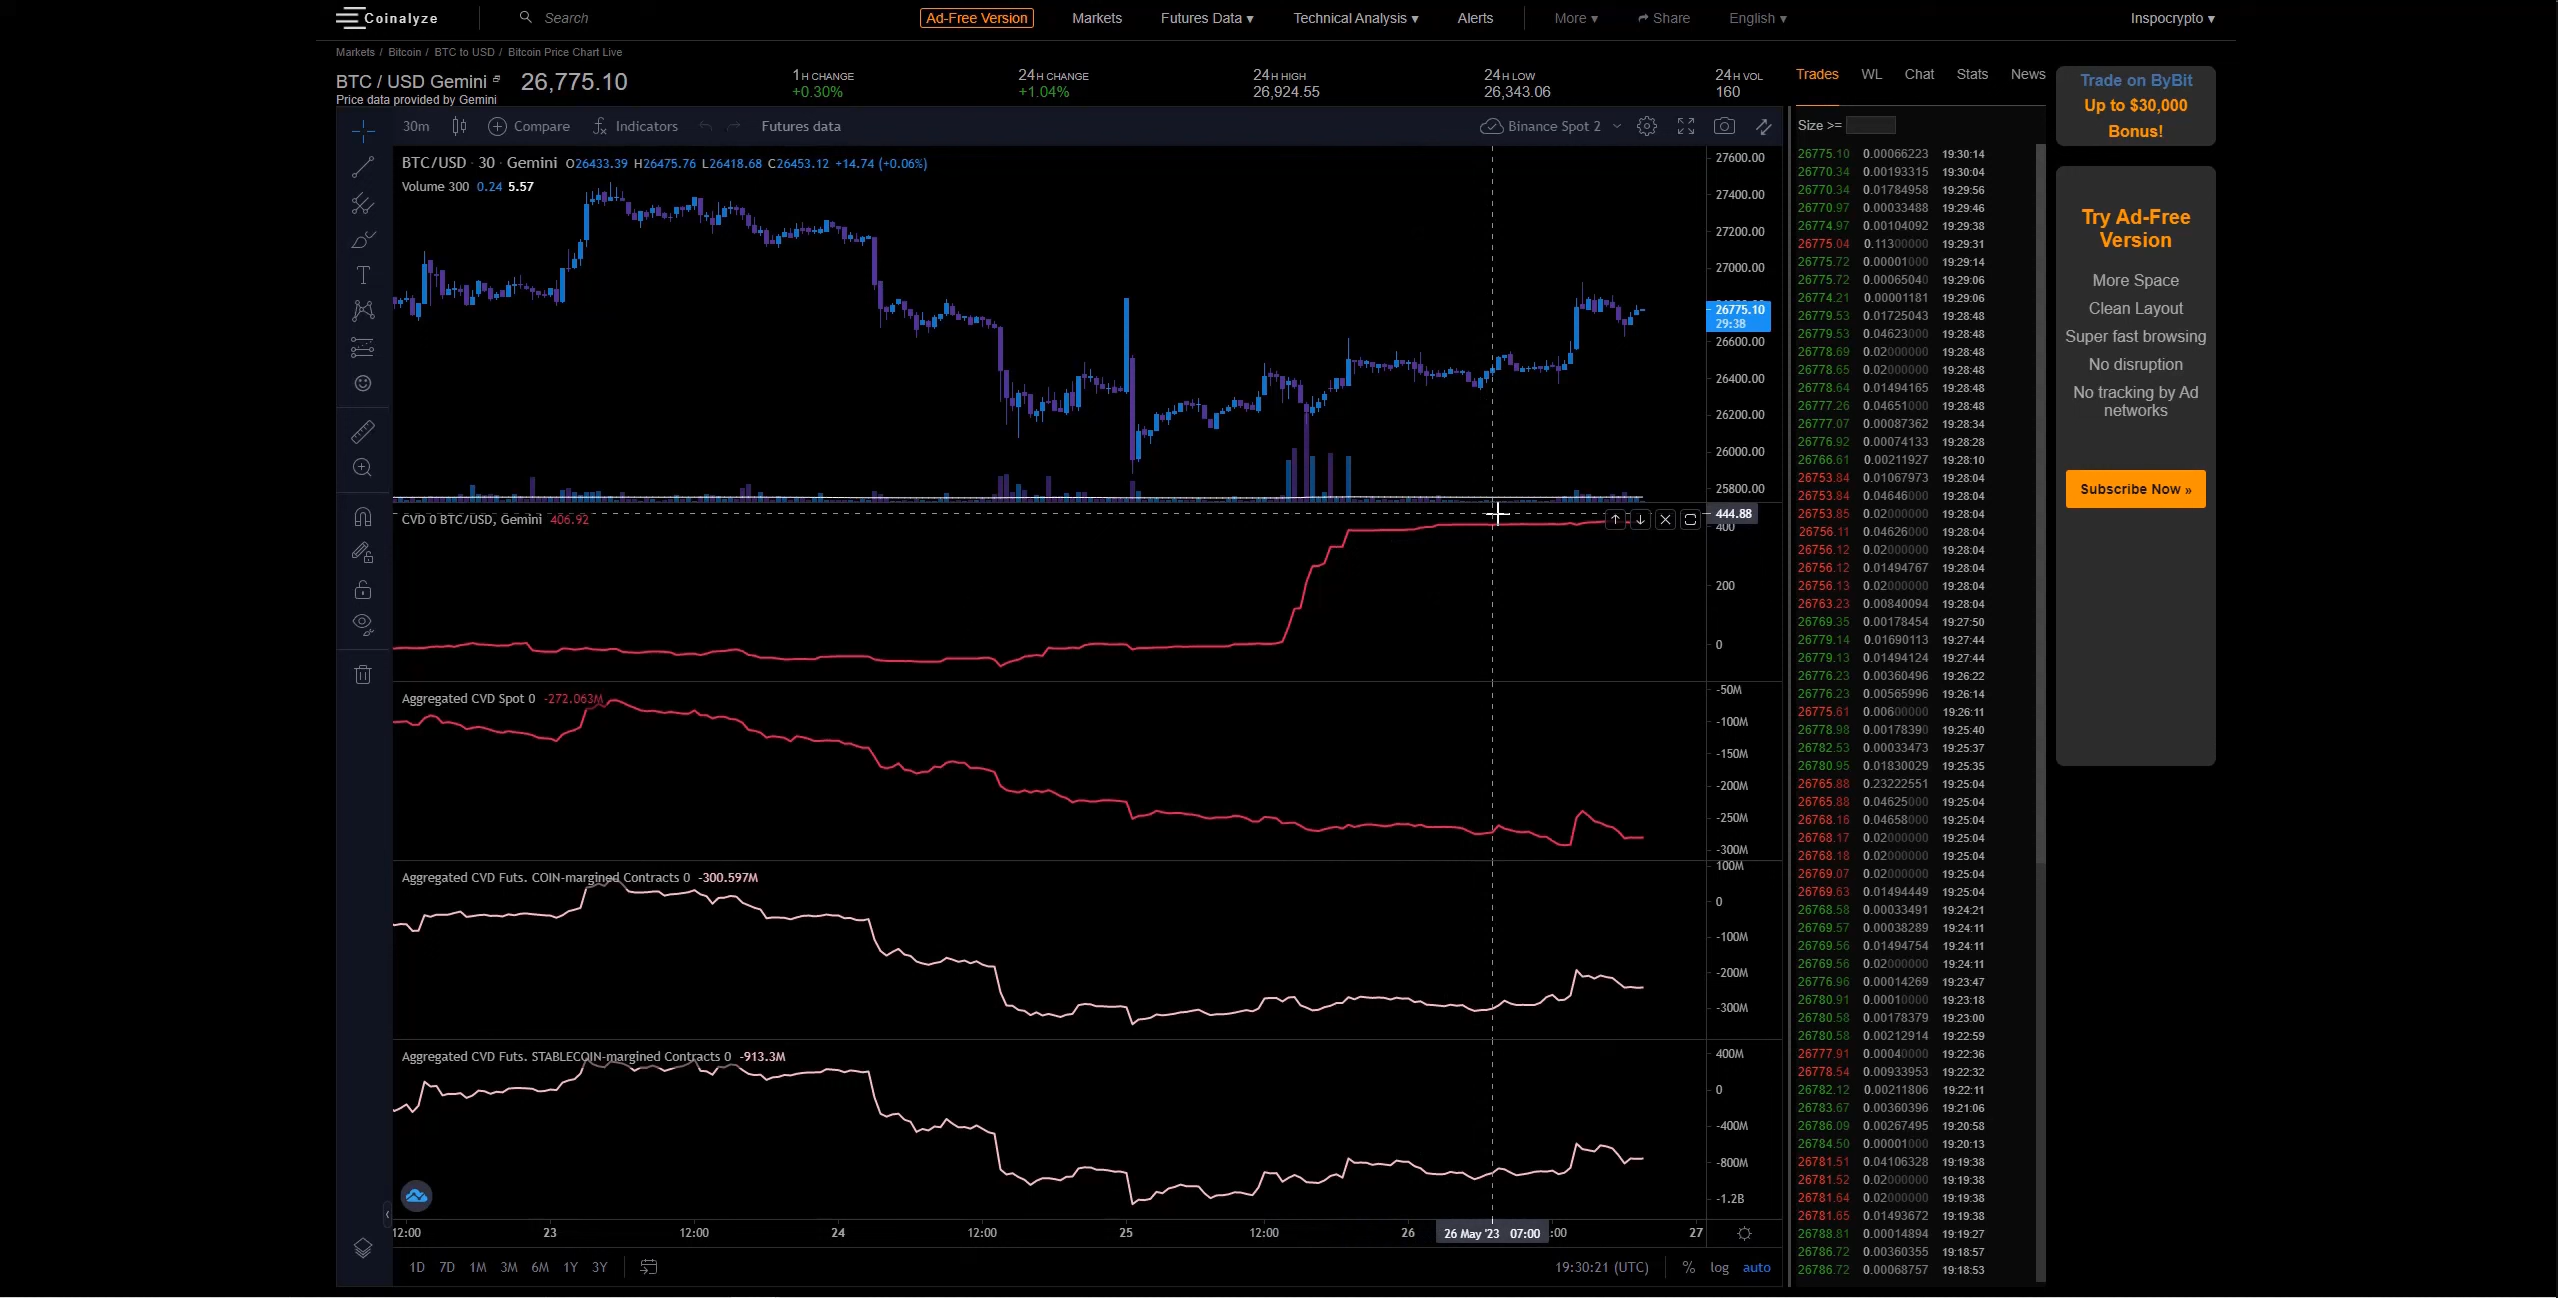 Coinalyze
Search
Ad-Free Version
Markets
Futures Data ▾
Technical Analysis ▾
Alerts
More ▾
Share
English ▾
Inspocrypto ▾
Markets / Bitcoin / BTC to USD / Bitcoin Price Chart Live
BTC / USD Gemini
26,775.10
Price data provided by Gemini
1H CHANGE
+0.30%
24H CHANGE
+1.04%
24H HIGH
26,924.55
24H LOW
26,343.06
24H VOL
160
30m
Compare
Indicators
Futures data
Binance Spot 2
BTC/USD · 30 · Gemini O26433.39 H26475.76 L26418.68 C26453.12 +14.74 (+0.06%)
Volume 300 0.24 5.57
27600.00
27400.00
27200.00
27000.00
26775.10
29:38
26600.00
26400.00
26200.00
26000.00
25800.00
CVD 0 BTC/USD, Gemini 406.92
444.88
400
200
0
Aggregated CVD Spot 0 -272.063M
-50M
-100M
-150M
-200M
-250M
-300M
Aggregated CVD Futs. COIN-margined Contracts 0 -300.597M
100M
0
-100M
-200M
-300M
Aggregated CVD Futs. STABLECOIN-margined Contracts 0 -913.3M
400M
0
-400M
-800M
-1.2B
12:00
23
12:00
24
12:00
25
12:00
26
26 May '23 07:00
:00
27
1D 7D 1M 3M 6M 1Y 3Y
19:30:21 (UTC)
%
log
auto
Trades WL Chat Stats News
Size >=
26775.10 0.00066223 19:30:14
26770.34 0.00193315 19:30:04
26770.34 0.01784958 19:29:56
26770.97 0.00033488 19:29:46
26774.97 0.00104092 19:29:38
26775.04 0.11300000 19:29:31
26775.72 0.00001000 19:29:14
26775.72 0.00065040 19:29:06
26774.21 0.00001181 19:29:06
26779.53 0.01725043 19:28:48
26779.53 0.04623000 19:28:48
26778.69 0.02000000 19:28:48
26778.65 0.02000000 19:28:48
26778.64 0.01494165 19:28:48
26777.26 0.04651000 19:28:48
26777.07 0.00087362 19:28:34
26776.92 0.00074133 19:28:28
26766.61 0.00211927 19:28:10
26753.84 0.01067973 19:28:04
26753.84 0.04646000 19:28:04
26753.85 0.02000000 19:28:04
26756.11 0.04626000 19:28:04
26756.12 0.02000000 19:28:04
26756.12 0.01494767 19:28:04
26756.13 0.02000000 19:28:04
26763.23 0.00840094 19:28:04
26769.35 0.00178454 19:27:50
26779.14 0.01690113 19:27:44
26779.13 0.01494124 19:27:44
26776.23 0.00360496 19:26:22
26776.23 0.00565996 19:26:14
26775.61 0.00600000 19:26:11
26778.98 0.00178390 19:25:40
26782.53 0.00033473 19:25:37
26780.95 0.01830029 19:25:35
26765.88 0.23222551 19:25:04
26765.88 0.04625000 19:25:04
26768.16 0.04658000 19:25:04
26768.17 0.02000000 19:25:04
26768.18 0.02000000 19:25:04
26769.07 0.02000000 19:25:04
26769.63 0.01494449 19:25:04
26768.58 0.00033491 19:24:21
26769.57 0.00038289 19:24:11
26769.56 0.01494754 19:24:11
26769.56 0.02000000 19:24:11
26776.96 0.00014269 19:23:47
26780.91 0.00010000 19:23:18
26780.58 0.00178379 19:23:00
26780.58 0.00212914 19:22:59
26777.91 0.00040000 19:22:36
26778.54 0.00933953 19:22:32
26782.12 0.00211806 19:22:11
26783.67 0.00360396 19:21:06
26786.09 0.00267495 19:20:58
26784.50 0.00001000 19:20:13
26781.51 0.04106328 19:19:38
26781.52 0.02000000 19:19:38
26781.64 0.02000000 19:19:38
26781.65 0.01493672 19:19:38
26788.81 0.00014894 19:19:27
26786.72 0.00360355 19:18:57
26786.72 0.00068757 19:18:53
Trade on ByBit
Up to $30,000
Bonus!
Try Ad-Free
Version
More Space
Clean Layout
Super fast browsing
No disruption
No tracking by Ad
networks
Subscribe Now »